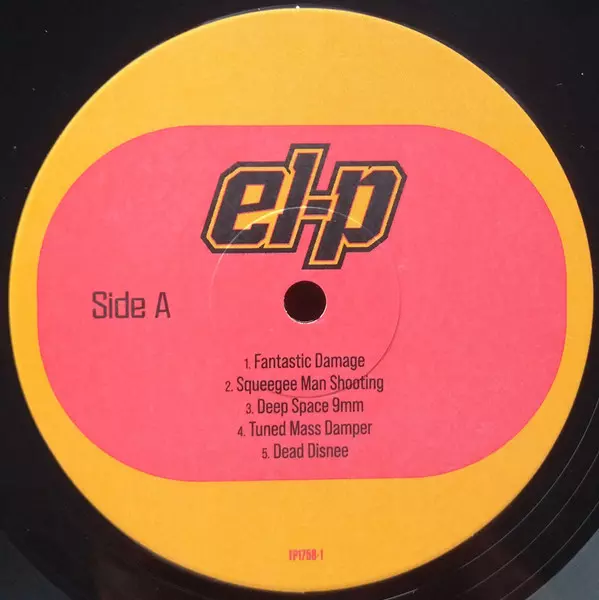 el-p
Side A
1. Fantastic Damage
2. Squeegee Man Shooting
3. Deep Space 9mm
4. Tuned Mass Damper
5. Dead Disnee
FP1758-1